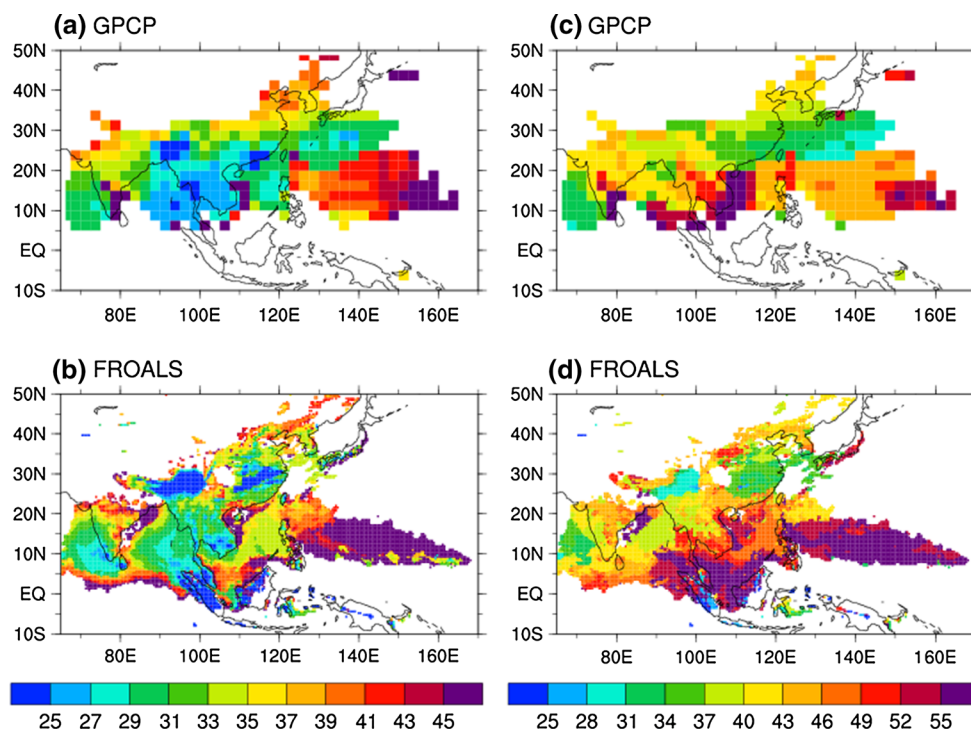 (a) GPCP
50N
40N
30N
20N
10N
EQ
10S
80E 100E 120E 140E 160E
(c) GPCP
50N
40N
30N
20N
10N
EQ
10S
80E 100E 120E 140E 160E
(b) FROALS
50N
40N
30N
20N
10N
EQ
10S
80E 100E 120E 140E 160E
(d) FROALS
50N
40N
30N
20N
10N
EQ
10S
80E 100E 120E 140E 160E
25 27 29 31 33 35 37 39 41 43 45
25 28 31 34 37 40 43 46 49 52 55